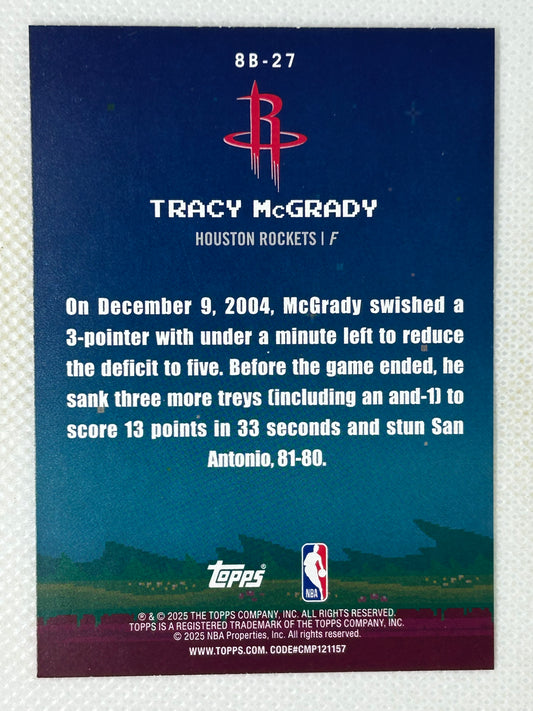 8B-27
R
TRACY McGRADY
HOUSTON ROCKETS | F
On December 9, 2004, McGrady swished a
3-pointer with under a minute left to reduce
the deficit to five. Before the game ended, he
sank three more treys (including an and-1) to
score 13 points in 33 seconds and stun San
Antonio, 81-80.
topps®
NBA
℗ & © 2025 THE TOPPS COMPANY, INC. ALL RIGHTS RESERVED.
TOPPS IS A REGISTERED TRADEMARK OF THE TOPPS COMPANY, INC.
© 2025 NBA Properties, Inc. All rights reserved.
WWW.TOPPS.COM. CODE#CMP121157